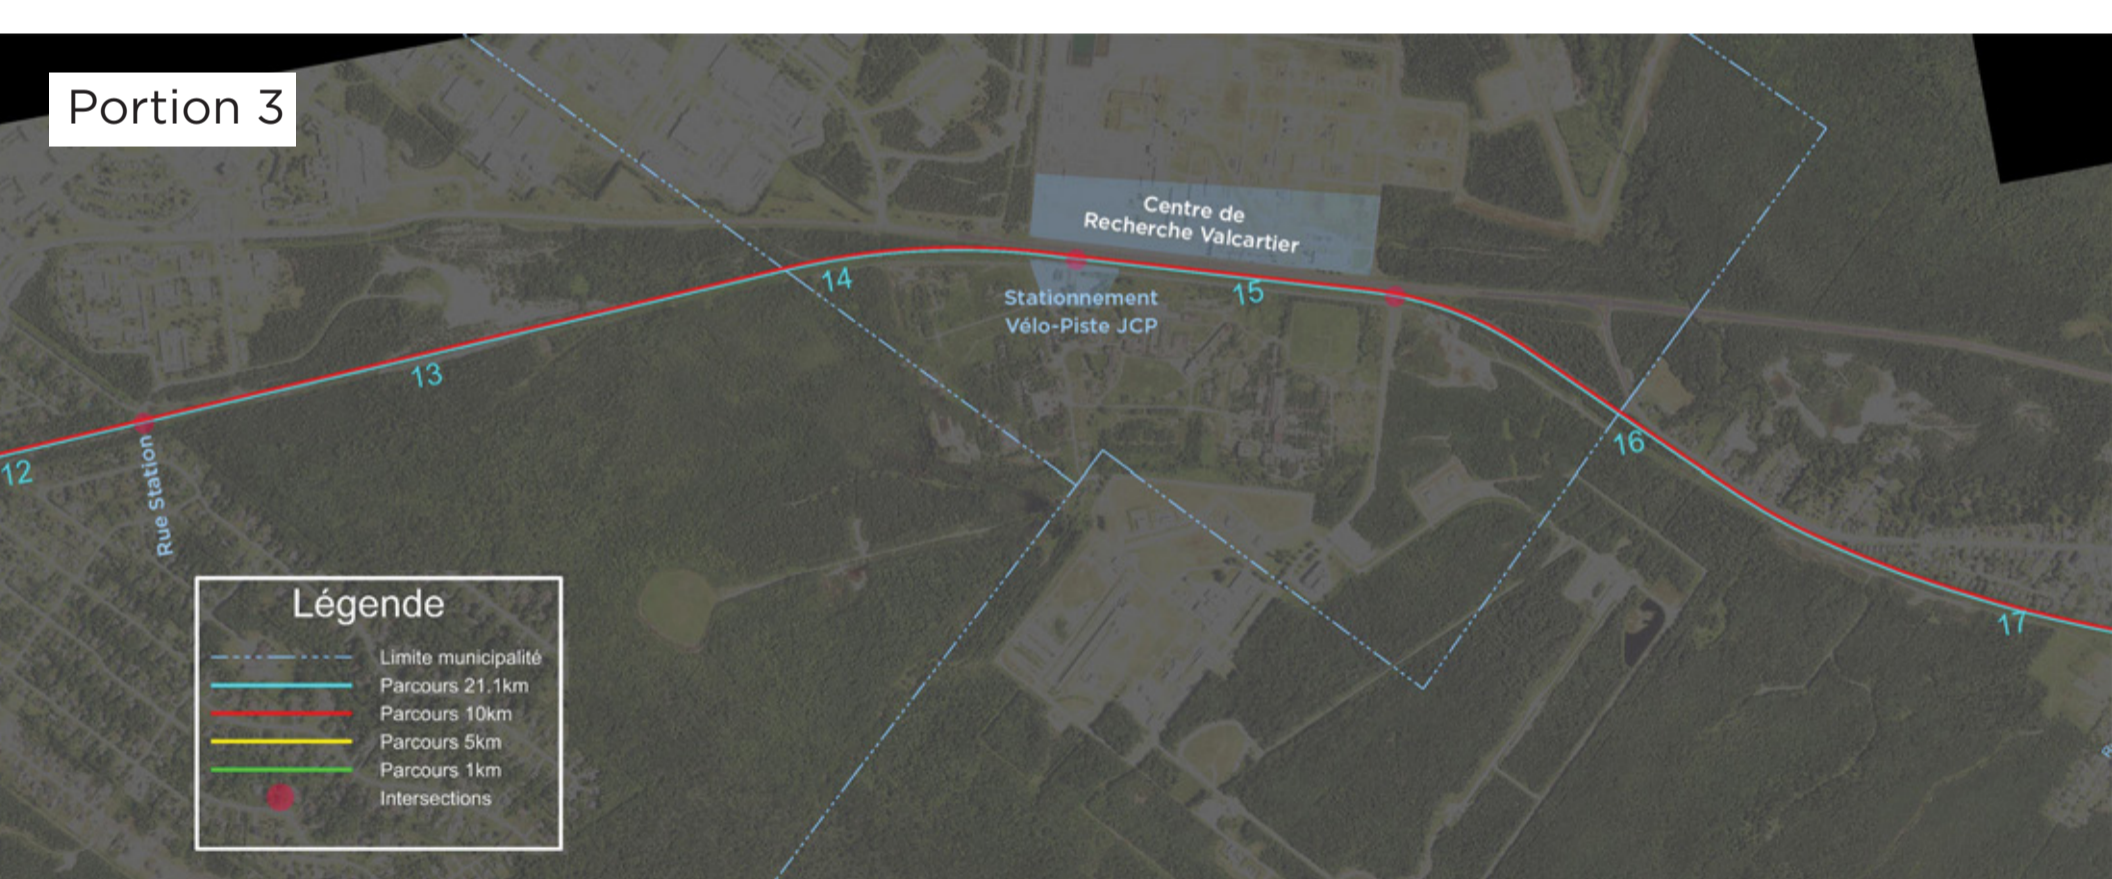 Portion 3
Centre de
Recherche Valcartier
14
15
Stationnement
Vélo-Piste JCP
13
16
12
Rue Station
17
Légende
Limite municipalité
Parcours 21.1km
Parcours 10km
Parcours 5km
Parcours 1km
Intersections